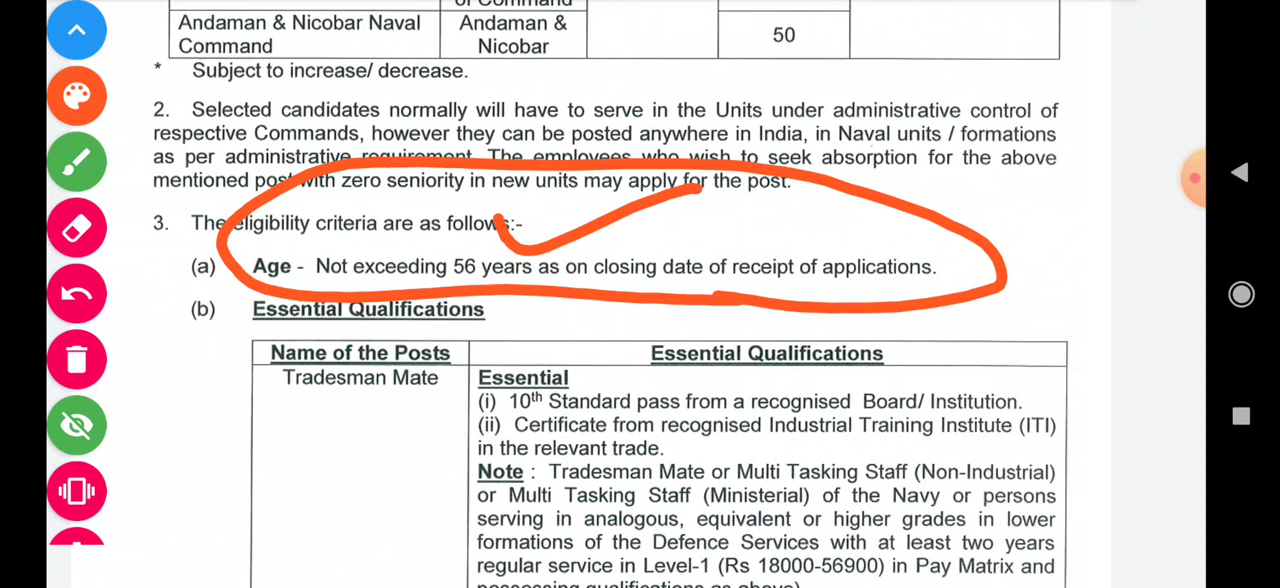 of Command
Andaman & Nicobar Naval Command
Andaman & Nicobar
50
* Subject to increase/ decrease.
2. Selected candidates normally will have to serve in the Units under administrative control of
respective Commands, however they can be posted anywhere in India, in Naval units / formations
as per administrative requirement. The employees who wish to seek absorption for the above
mentioned post with zero seniority in new units may apply for the post.
3. The eligibility criteria are as follows:-
(a) Age - Not exceeding 56 years as on closing date of receipt of applications.
(b) Essential Qualifications
Name of the Posts
Essential Qualifications
Tradesman Mate
Essential
(i) 10th Standard pass from a recognised Board/ Institution.
(ii) Certificate from recognised Industrial Training Institute (ITI)
in the relevant trade.
Note : Tradesman Mate or Multi Tasking Staff (Non-Industrial)
or Multi Tasking Staff (Ministerial) of the Navy or persons
serving in analogous, equivalent or higher grades in lower
formations of the Defence Services with at least two years
regular service in Level-1 (Rs 18000-56900) in Pay Matrix and
possessing qualifications as above)